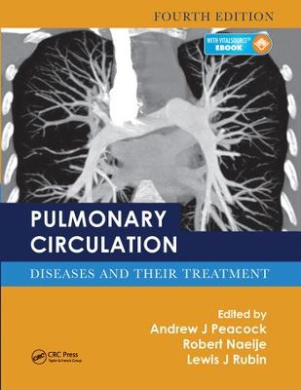 FOURTH EDITION
WITH VITALSOURCE®
EBOOK
PULMONARY
CIRCULATION
DISEASES AND THEIR TREATMENT
Edited by
Andrew J Peacock
Robert Naeije
Lewis J Rubin
CRC Press
Taylor & Francis Group